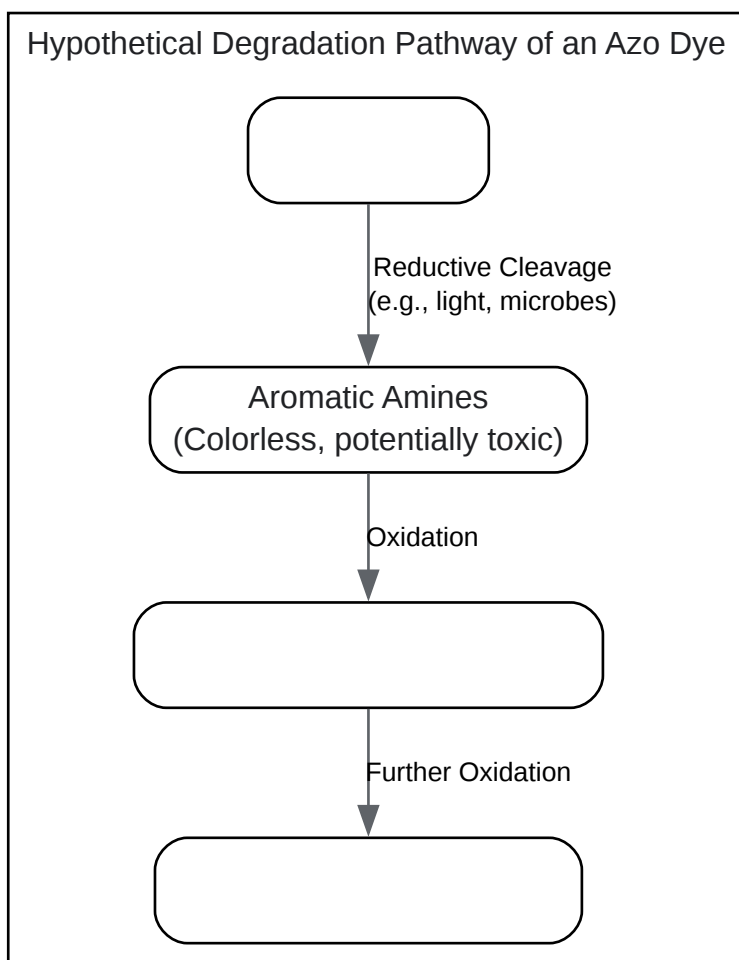 Hypothetical Degradation Pathway of an Azo Dye
Reductive Cleavage
(e.g., light, microbes)
Aromatic Amines
(Colorless, potentially toxic)
Oxidation
Further Oxidation